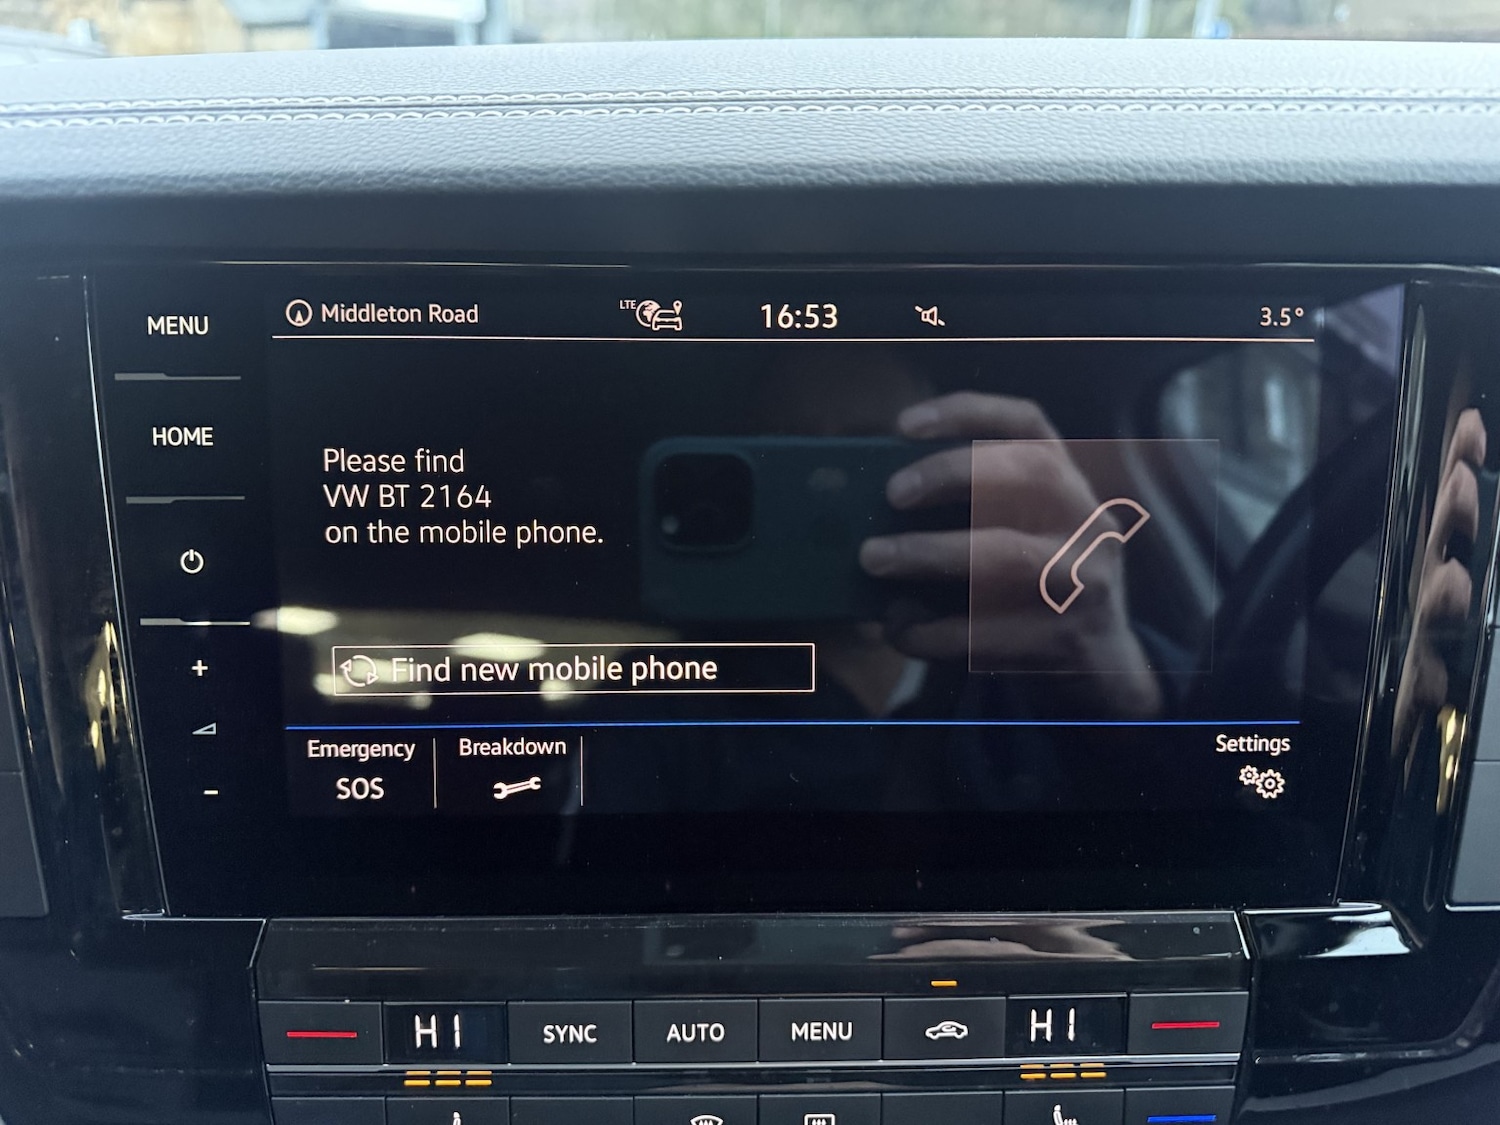 MENU
Middleton Road
LTE
16:53
3.5°
HOME
Please find
VW BT 2164
on the mobile phone.
+
Find new mobile phone
−
Emergency
SOS
Breakdown
Settings
HI
SYNC
AUTO
MENU
HI